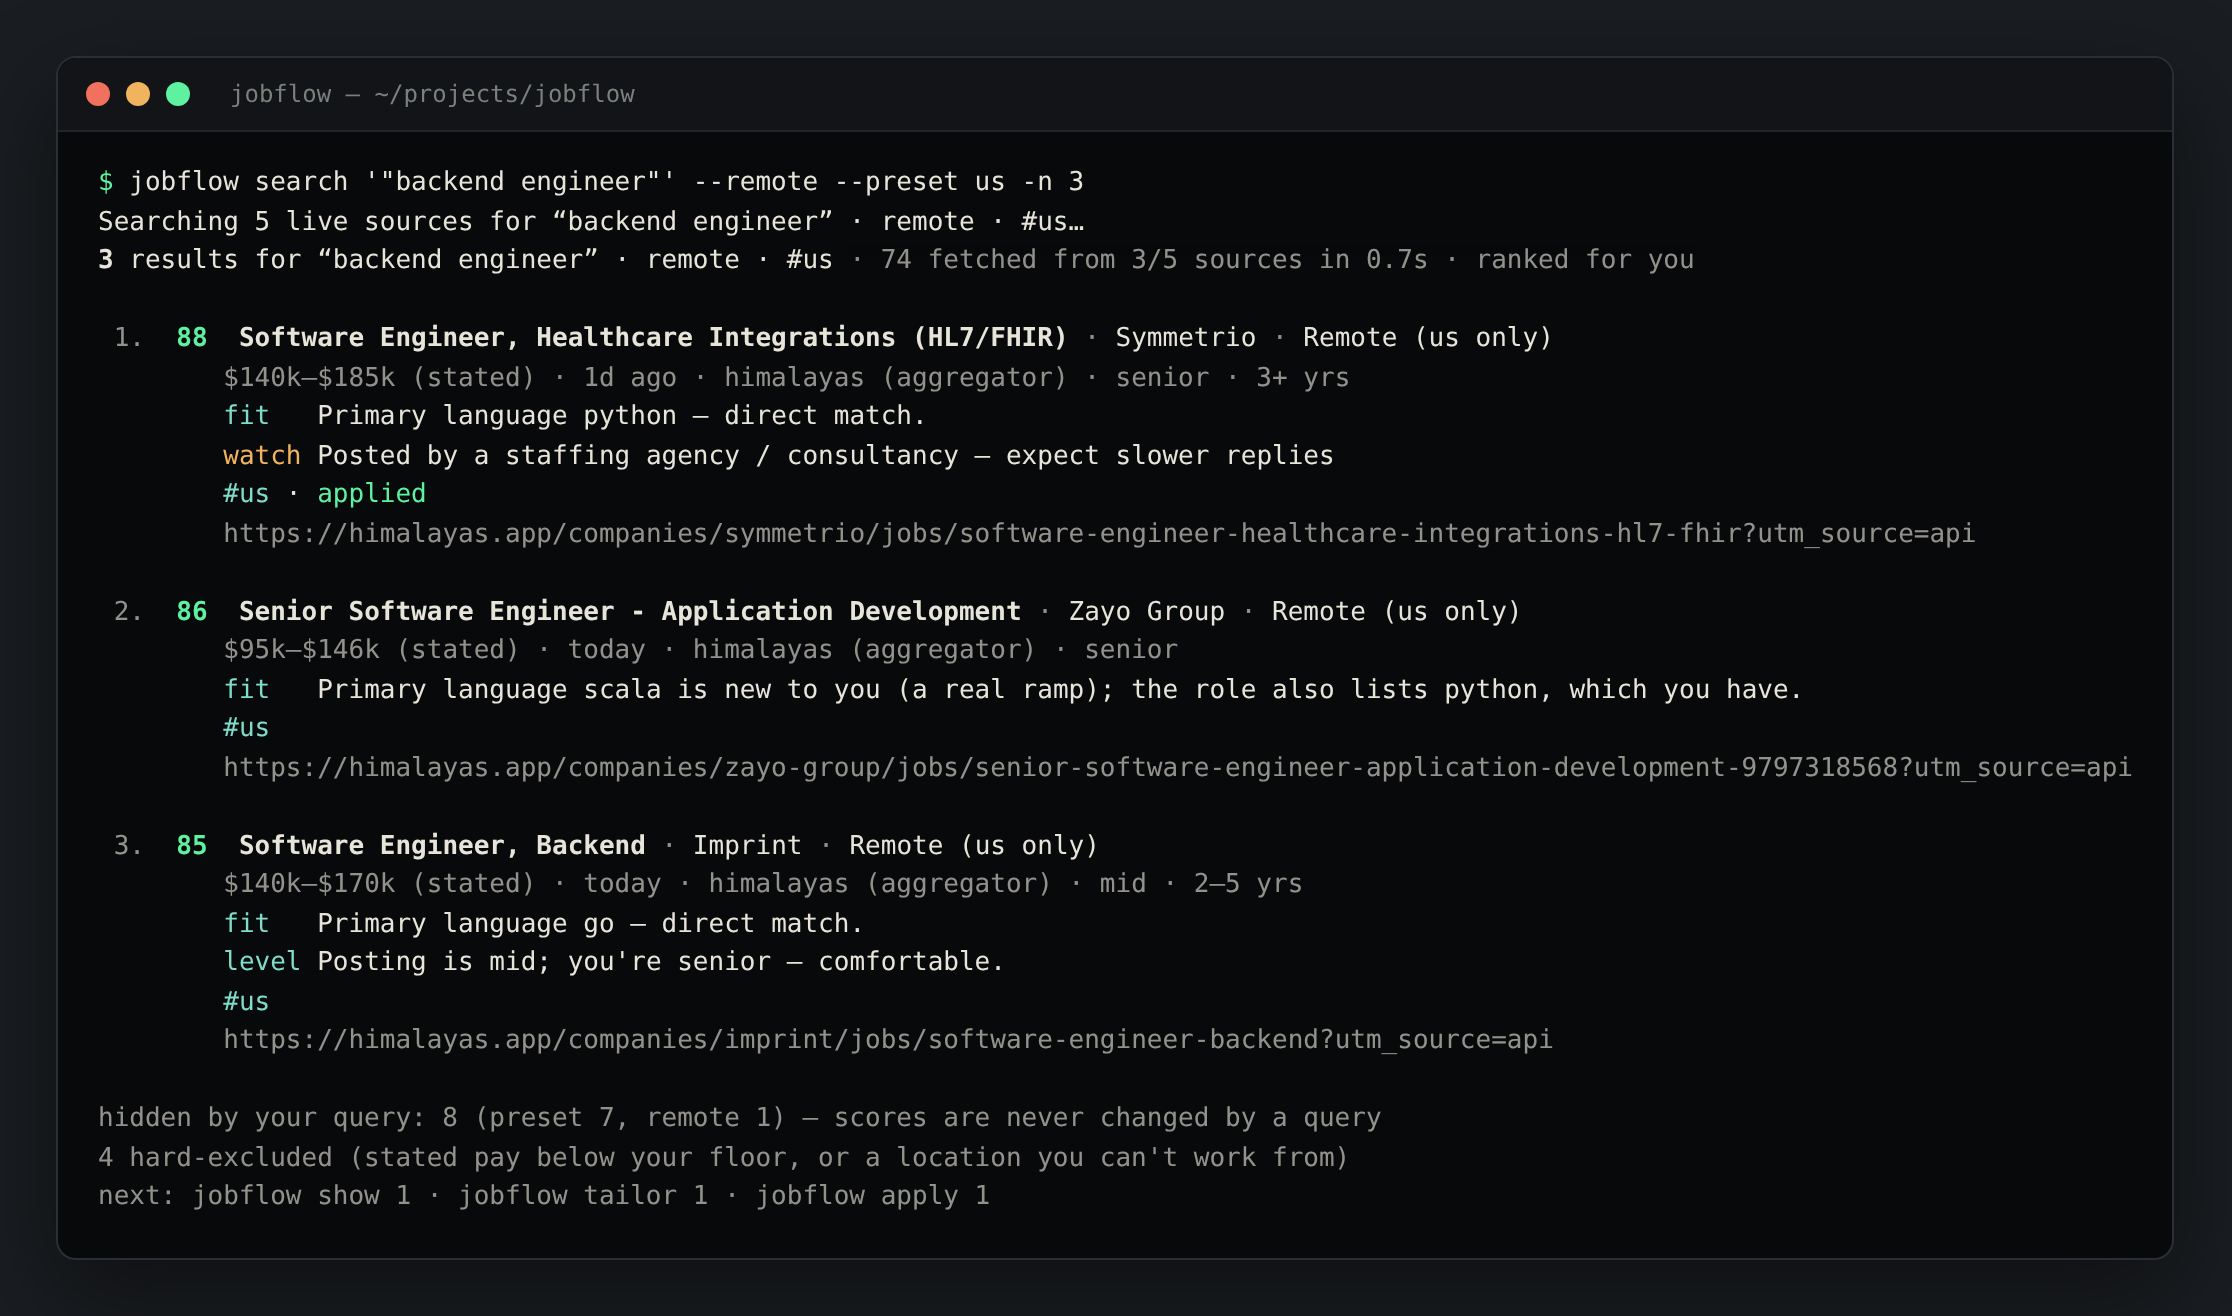 jobflow — ~/projects/jobflow
$ jobflow search '"backend engineer"' --remote --preset us -n 3
Searching 5 live sources for “backend engineer” · remote · #us…
3 results for “backend engineer” · remote · #us · 74 fetched from 3/5 sources in 0.7s · ranked for you
1. 88 Software Engineer, Healthcare Integrations (HL7/FHIR) · Symmetrio · Remote (us only)
$140k–$185k (stated) · 1d ago · himalayas (aggregator) · senior · 3+ yrs
fit Primary language python — direct match.
watch Posted by a staffing agency / consultancy — expect slower replies
#us · applied
https://himalayas.app/companies/symmetrio/jobs/software-engineer-healthcare-integrations-hl7-fhir?utm_source=api
2. 86 Senior Software Engineer - Application Development · Zayo Group · Remote (us only)
$95k–$146k (stated) · today · himalayas (aggregator) · senior
fit Primary language scala is new to you (a real ramp); the role also lists python, which you have.
#us
https://himalayas.app/companies/zayo-group/jobs/senior-software-engineer-application-development-9797318568?utm_source=api
3. 85 Software Engineer, Backend · Imprint · Remote (us only)
$140k–$170k (stated) · today · himalayas (aggregator) · mid · 2–5 yrs
fit Primary language go — direct match.
level Posting is mid; you're senior — comfortable.
#us
https://himalayas.app/companies/imprint/jobs/software-engineer-backend?utm_source=api
hidden by your query: 8 (preset 7, remote 1) — scores are never changed by a query
4 hard-excluded (stated pay below your floor, or a location you can't work from)
next: jobflow show 1 · jobflow tailor 1 · jobflow apply 1